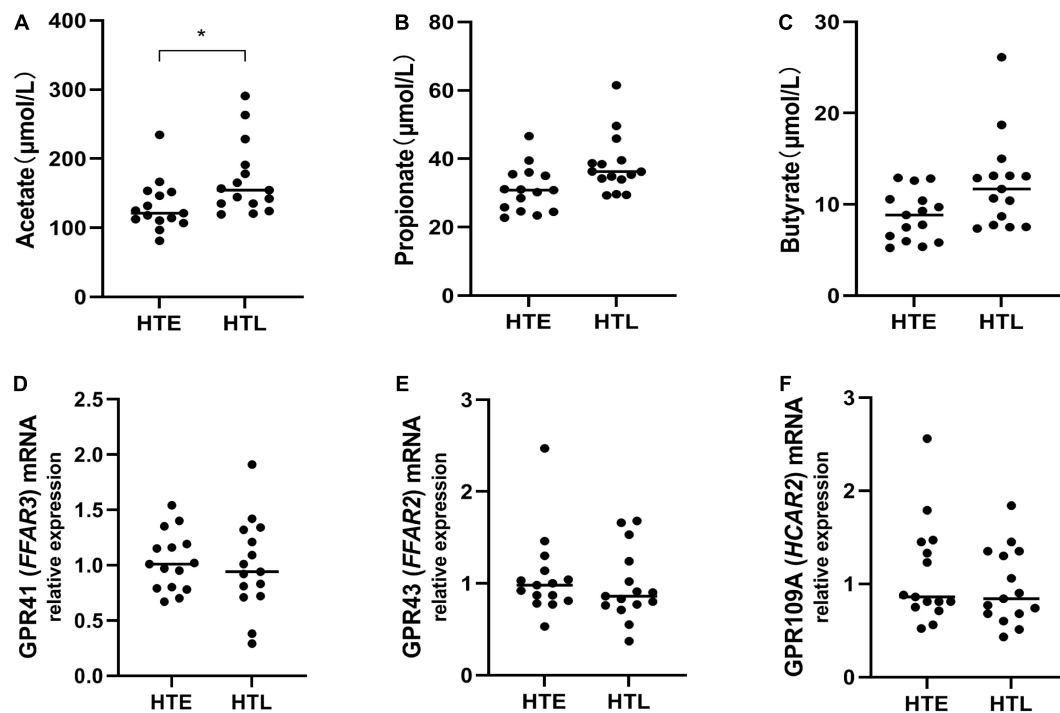 A
Acetate (μmol/L)
400
300
200
100
0
*
HTE HTL
B
Propionate (μmol/L)
80
60
40
20
0
HTE HTL
C
Butyrate (μmol/L)
30
20
10
0
HTE HTL
D
GPR41 (FFAR3) mRNA
relative expression
2.5
2.0
1.5
1.0
0.5
0.0
HTE HTL
E
GPR43 (FFAR2) mRNA
relative expression
3
2
1
0
HTE HTL
F
GPR109A (HCAR2) mRNA
relative expression
3
2
1
0
HTE HTL